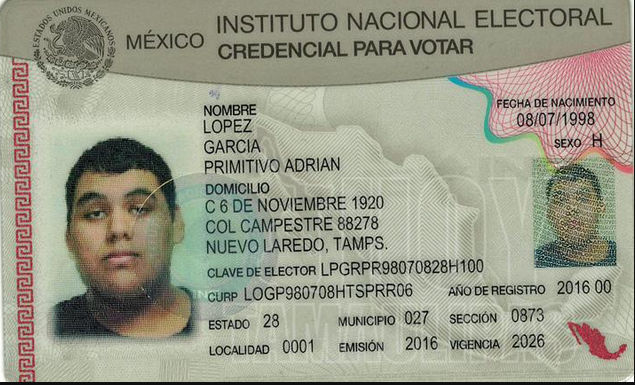 ESTADOS UNIDOS MEXICANOS
MÉXICO INSTITUTO NACIONAL ELECTORAL
CREDENCIAL PARA VOTAR
NOMBRE
LOPEZ
GARCIA
PRIMITIVO ADRIAN
FECHA DE NACIMIENTO
08/07/1998
SEXO H
DOMICILIO
C 6 DE NOVIEMBRE 1920
COL CAMPESTRE 88278
NUEVO LAREDO, TAMPS.
CLAVE DE ELECTOR LPGRPR98070828H100
CURP LOGP980708HTSPRR06 AÑO DE REGISTRO 2016 00
ESTADO 28 MUNICIPIO 027 SECCIÓN 0873
LOCALIDAD 0001 EMISIÓN 2016 VIGENCIA 2026